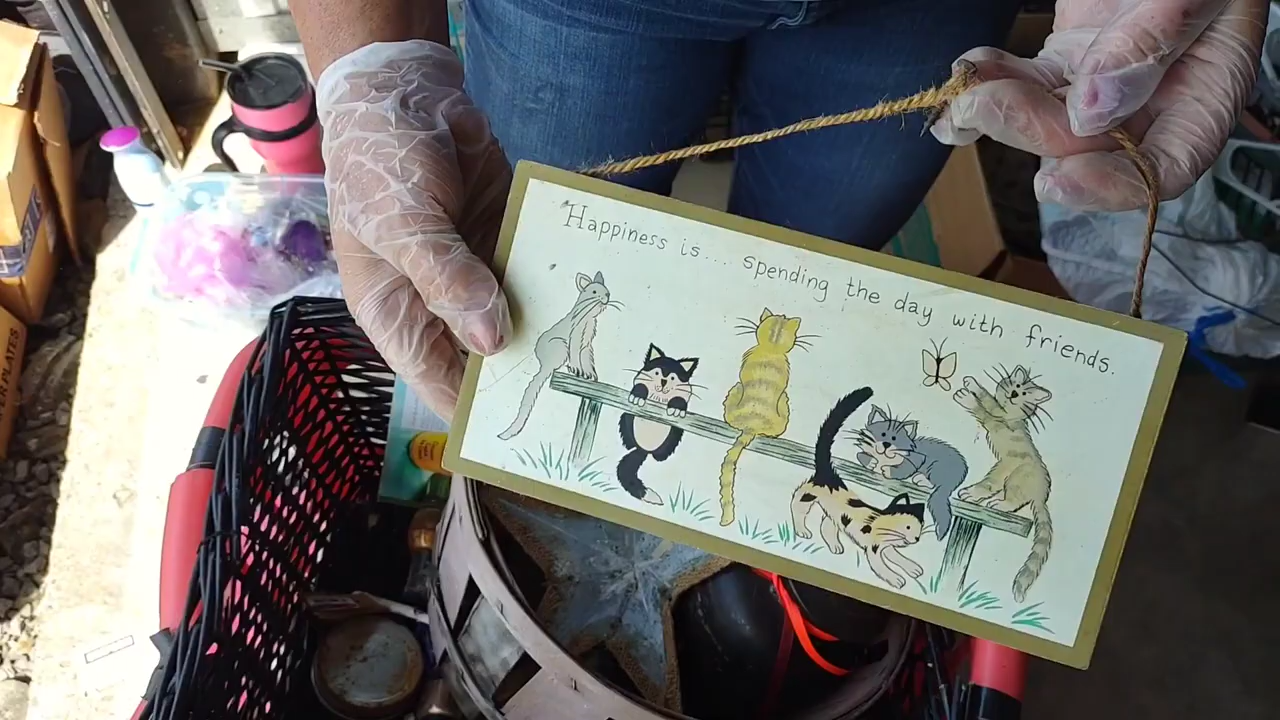 Happiness is.... spending the day with friends.